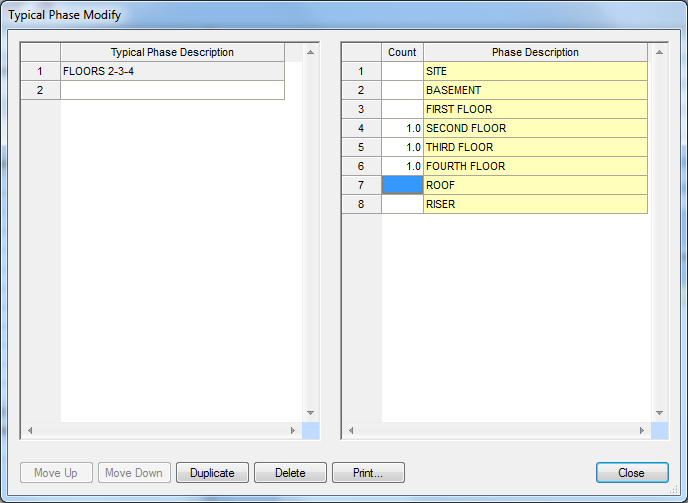 Typical Phase Modify
Typical Phase Description
1 FLOORS 2-3-4
2
Count Phase Description
1 SITE
2 BASEMENT
3 FIRST FLOOR
4 1.0 SECOND FLOOR
5 1.0 THIRD FLOOR
6 1.0 FOURTH FLOOR
7 ROOF
8 RISER
Move Up Move Down Duplicate Delete Print... Close